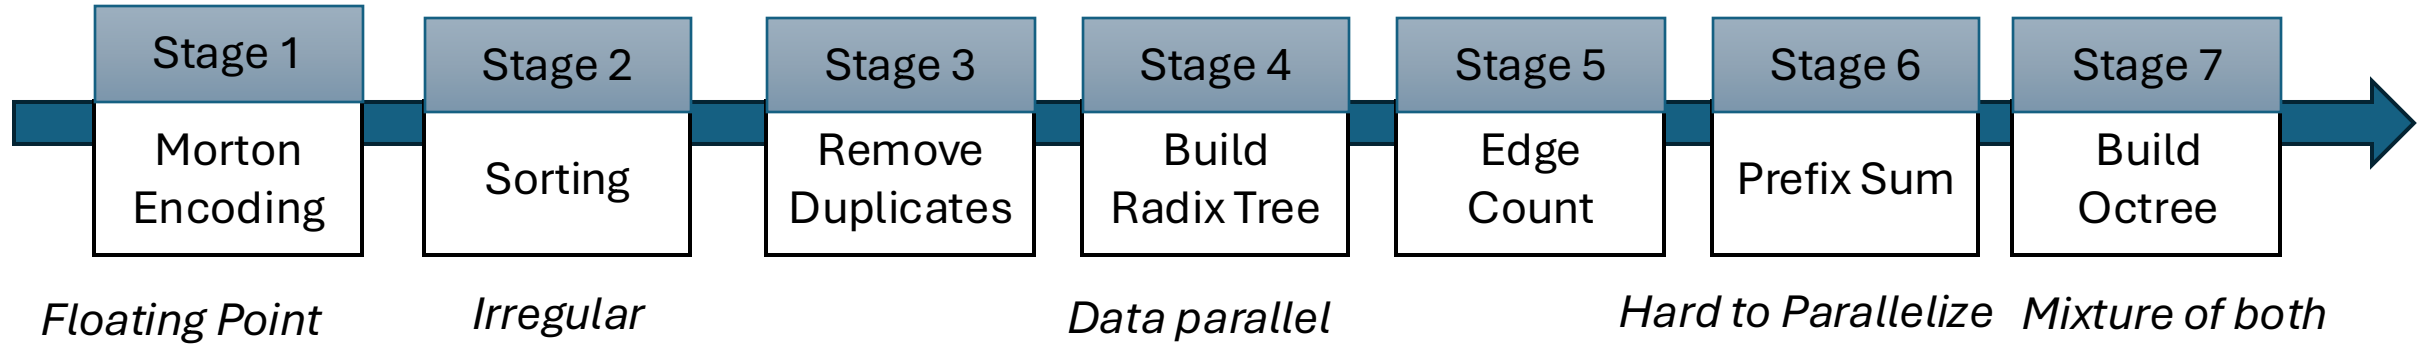 Stage 1
Morton
Encoding
Floating Point
Stage 2
Sorting
Irregular
Stage 3
Remove
Duplicates
Stage 4
Build
Radix Tree
Data parallel
Stage 5
Edge
Count
Stage 6
Prefix Sum
Hard to Parallelize
Stage 7
Build
Octree
Mixture of both